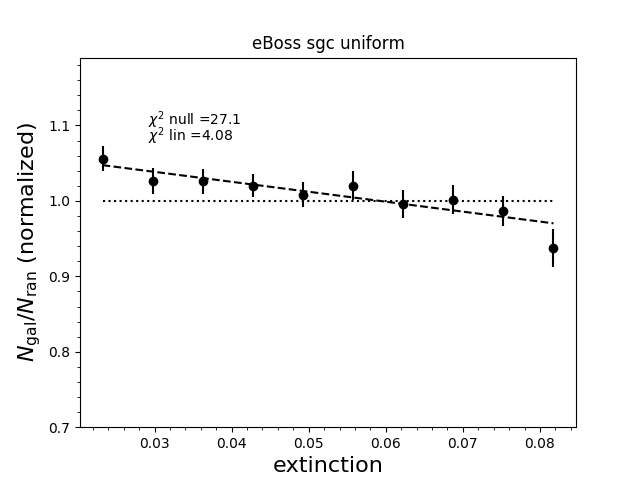 eBoss sgc uniform
χ² null =27.1
χ² lin =4.08
1.1
1.0
0.9
0.8
0.7
N_gal/N_ran (normalized)
0.03 0.04 0.05 0.06 0.07 0.08
extinction